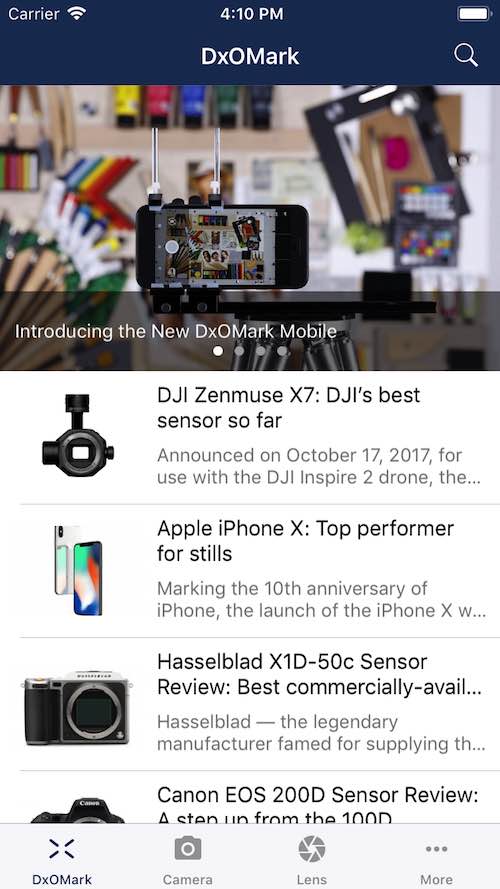 Carrier 4:10 PM
DxOMark
Introducing the New DxOMark Mobile
DJI Zenmuse X7: DJI's best
sensor so far
Announced on October 17, 2017, for
use with the DJI Inspire 2 drone, the...
Apple iPhone X: Top performer
for stills
Marking the 10th anniversary of
iPhone, the launch of the iPhone X w...
HASSELBLAD
Hasselblad X1D-50c Sensor
Review: Best commercially-avail...
Hasselblad — the legendary
manufacturer famed for supplying th...
Canon
Canon EOS 200D Sensor Review:
A step up from the 100D
DxOMark Camera Lens More